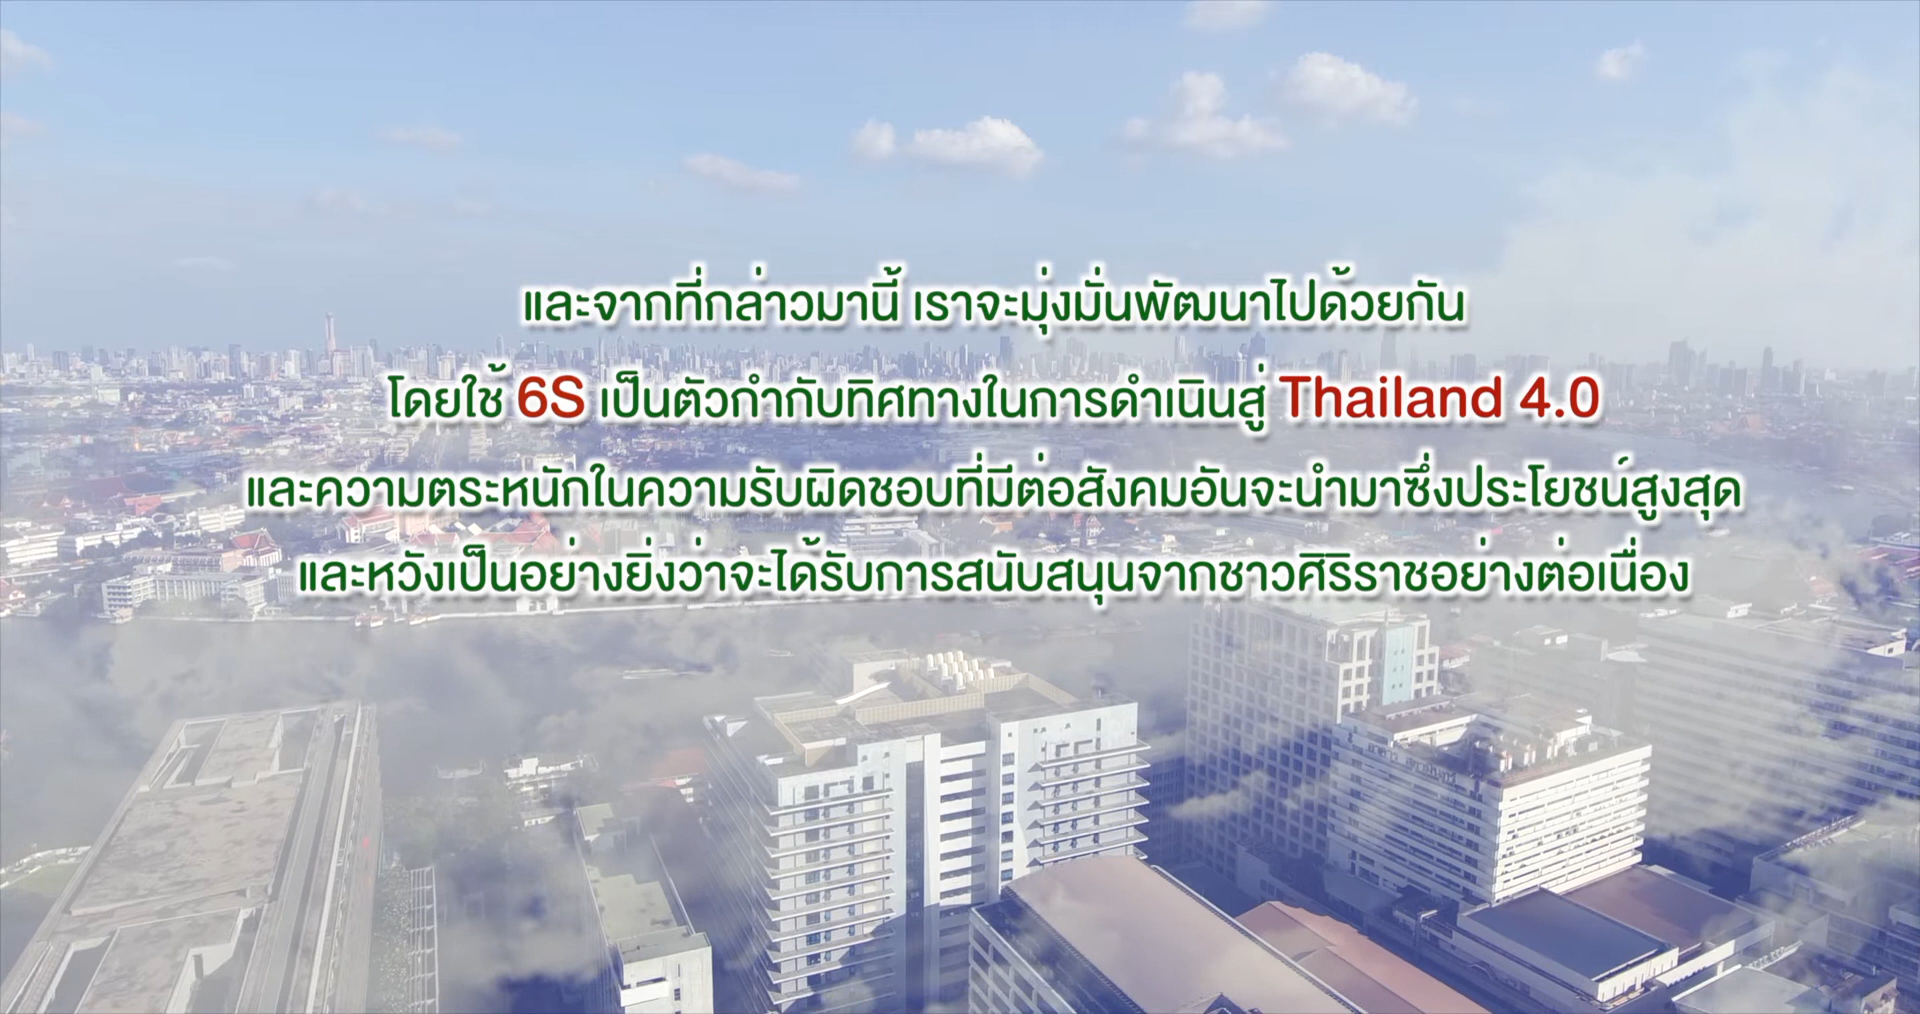 และจากที่กล่าวมานี้ เราจะมุ่งมั่นพัฒนาไปด้วยกัน
โดยใช้ 6S เป็นตัวกำกับทิศทางในการดำเนินสู่ Thailand 4.0
และความตระหนักในความรับผิดชอบที่มีต่อสังคมอันจะนำมาซึ่งประโยชน์สูงสุด
และหวังเป็นอย่างยิ่งว่าจะได้รับการสนับสนุนจากชาวศิริราชอย่างต่อเนื่อง